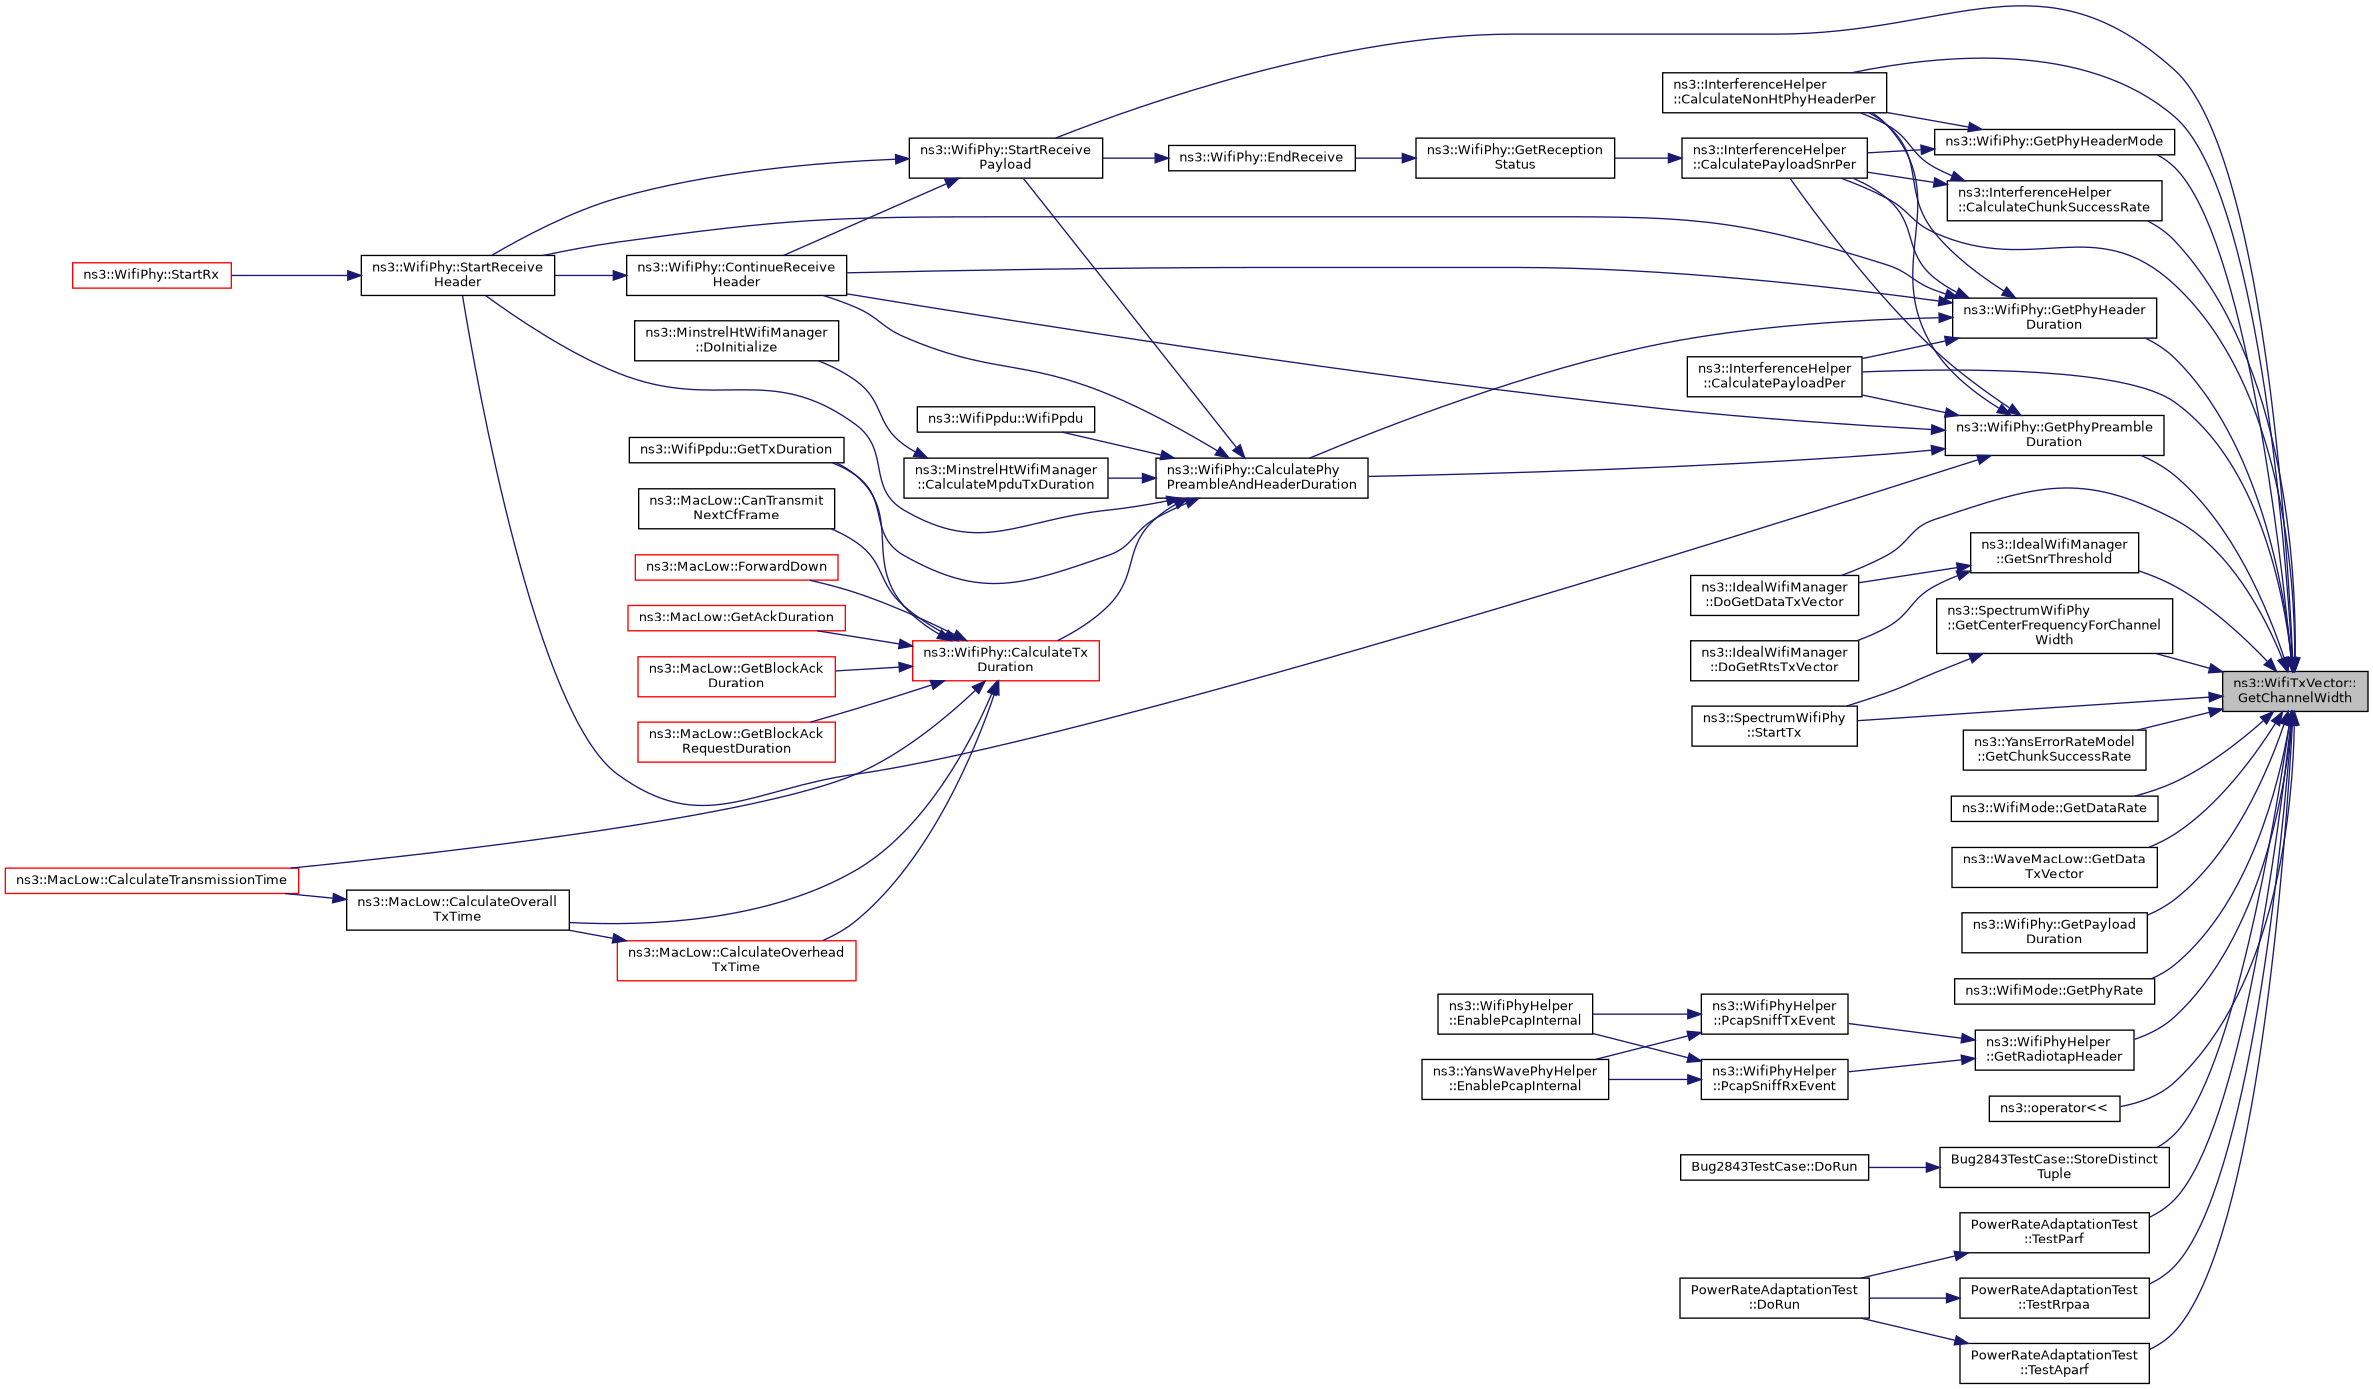 ns3::InterferenceHelper
::CalculateNonHtPhyHeaderPer
ns3::WifiPhy::GetPhyHeaderMode
ns3::WifiPhy::StartReceive
Payload
ns3::WifiPhy::EndReceive
ns3::WifiPhy::GetReception
Status
ns3::InterferenceHelper
::CalculatePayloadSnrPer
ns3::InterferenceHelper
::CalculateChunkSuccessRate
ns3::WifiPhy::StartRx
ns3::WifiPhy::StartReceive
Header
ns3::WifiPhy::ContinueReceive
Header
ns3::WifiPhy::GetPhyHeader
Duration
ns3::MinstrelHtWifiManager
::DoInitialize
ns3::InterferenceHelper
::CalculatePayloadPer
ns3::WifiPpdu::WifiPpdu
ns3::WifiPhy::GetPhyPreamble
Duration
ns3::WifiPpdu::GetTxDuration
ns3::MinstrelHtWifiManager
::CalculateMpduTxDuration
ns3::WifiPhy::CalculatePhy
PreambleAndHeaderDuration
ns3::MacLow::CanTransmit
NextCfFrame
ns3::IdealWifiManager
::GetSnrThreshold
ns3::MacLow::ForwardDown
ns3::IdealWifiManager
::DoGetDataTxVector
ns3::MacLow::GetAckDuration
ns3::SpectrumWifiPhy
::GetCenterFrequencyForChannel
Width
ns3::WifiPhy::CalculateTx
Duration
ns3::IdealWifiManager
::DoGetRtsTxVector
ns3::MacLow::GetBlockAck
Duration
ns3::WifiTxVector::
GetChannelWidth
ns3::SpectrumWifiPhy
::StartTx
ns3::MacLow::GetBlockAck
RequestDuration
ns3::YansErrorRateModel
::GetChunkSuccessRate
ns3::WifiMode::GetDataRate
ns3::WaveMacLow::GetData
TxVector
ns3::MacLow::CalculateTransmissionTime
ns3::MacLow::CalculateOverall
TxTime
ns3::WifiPhy::GetPayload
Duration
ns3::MacLow::CalculateOverhead
TxTime
ns3::WifiMode::GetPhyRate
ns3::WifiPhyHelper
::EnablePcapInternal
ns3::WifiPhyHelper
::PcapSniffTxEvent
ns3::WifiPhyHelper
::GetRadiotapHeader
ns3::YansWavePhyHelper
::EnablePcapInternal
ns3::WifiPhyHelper
::PcapSniffRxEvent
ns3::operator<<
Bug2843TestCase::DoRun
Bug2843TestCase::StoreDistinct
Tuple
PowerRateAdaptationTest
::TestParf
PowerRateAdaptationTest
::DoRun
PowerRateAdaptationTest
::TestRrpaa
PowerRateAdaptationTest
::TestAparf